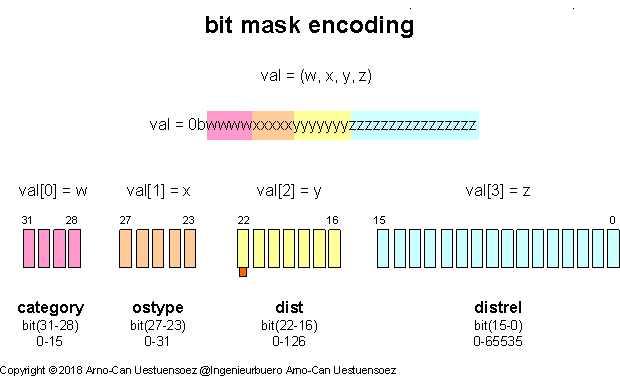 bit mask encoding
val = (w, x, y, z)
val = 0bwwwwxxxxxyyyyyyyzzzzzzzzzzzzzzzz
val[0] = w val[1] = x val[2] = y val[3] = z
31 28 27 23 22 16 15 0
category ostype dist distrel
bit(31-28) bit(27-23) bit(22-16) bit(15-0)
0-15 0-31 0-126 0-65535
Copyright ©2018 Arno-Can Uestuensoez @Ingenieurbuero Arno-Can Uestuensoez